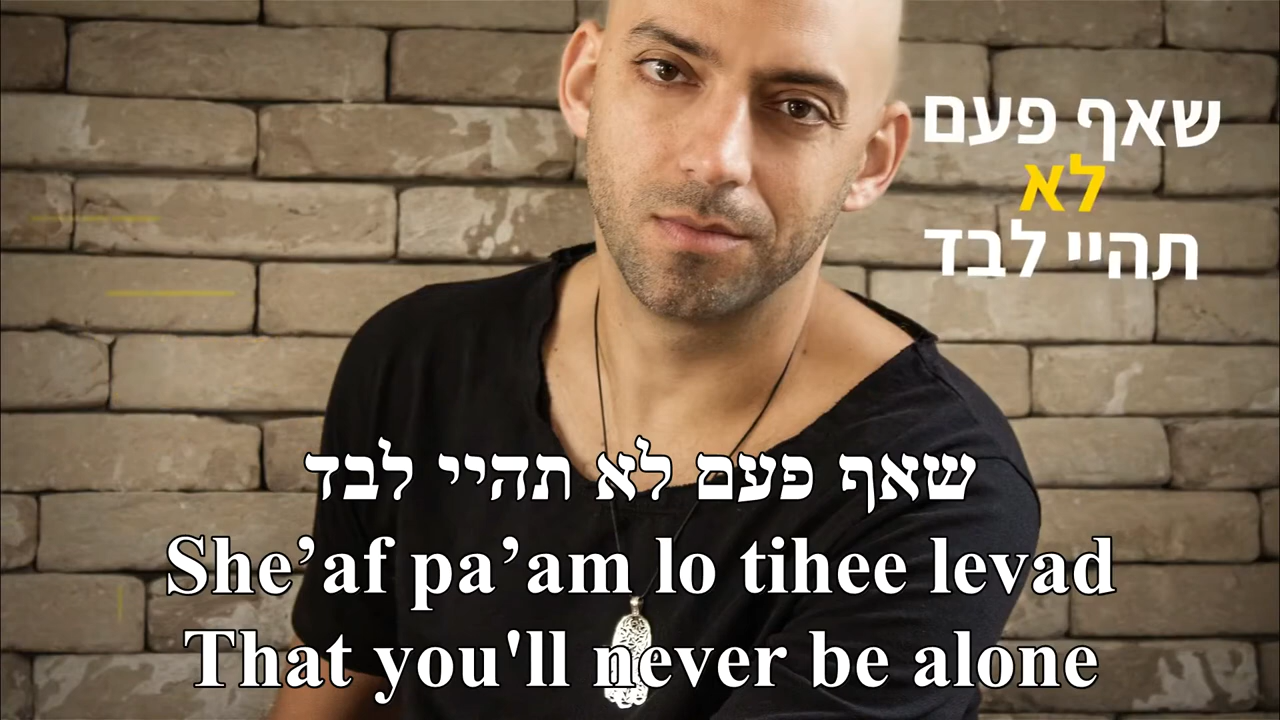 שאף פעם
לא
תהיי לבד
שאף פעם לא תהיי לבד
She’af pa’am lo tihee levad
That you'll never be alone